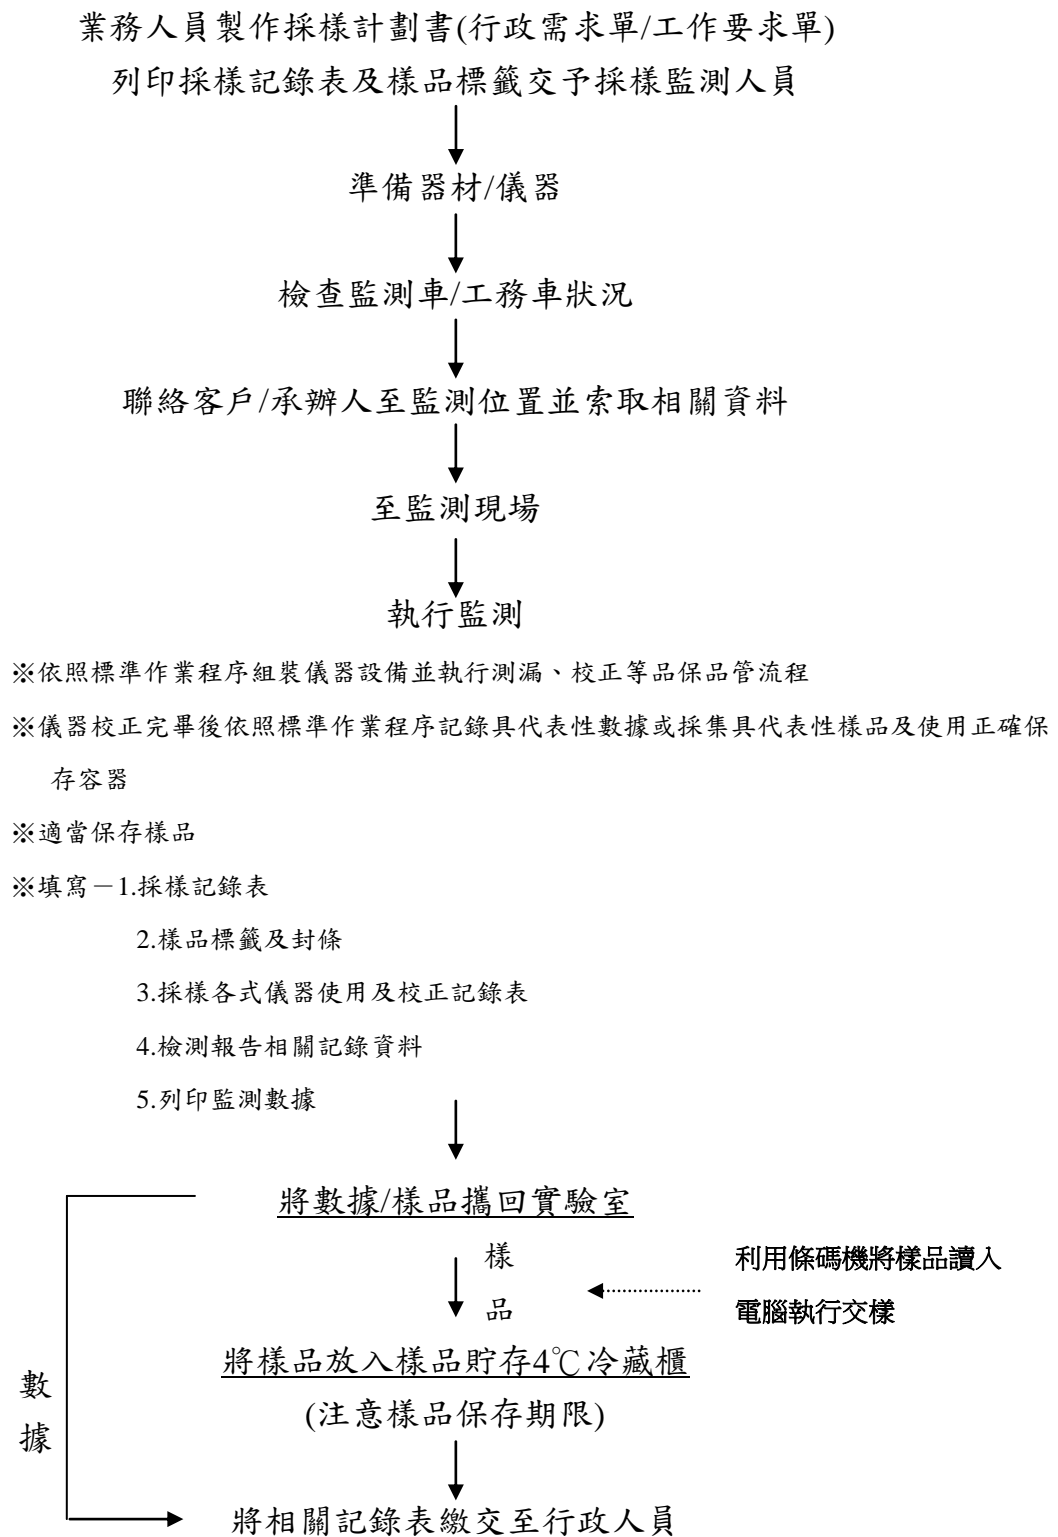 業務人員製作採樣計劃書(行政需求單/工作要求單)
列印採樣記錄表及樣品標籤交予採樣監測人員
準備器材/儀器
檢查監測車/工務車狀況
聯絡客戶/承辦人至監測位置並索取相關資料
至監測現場
執行監測
※依照標準作業程序組裝儀器設備並執行測漏、校正等品保品管流程
※儀器校正完畢後依照標準作業程序記錄具代表性數據或採集具代表性樣品及使用正確保
存容器
※適當保存樣品
※填寫－1.採樣記錄表
2.樣品標籤及封條
3.採樣各式儀器使用及校正記錄表
4.檢測報告相關記錄資料
5.列印監測數據
將數據/樣品攜回實驗室
樣
品
利用條碼機將樣品讀入
電腦執行交樣
將樣品放入樣品貯存4℃冷藏櫃
(注意樣品保存期限)
數
據
將相關記錄表繳交至行政人員